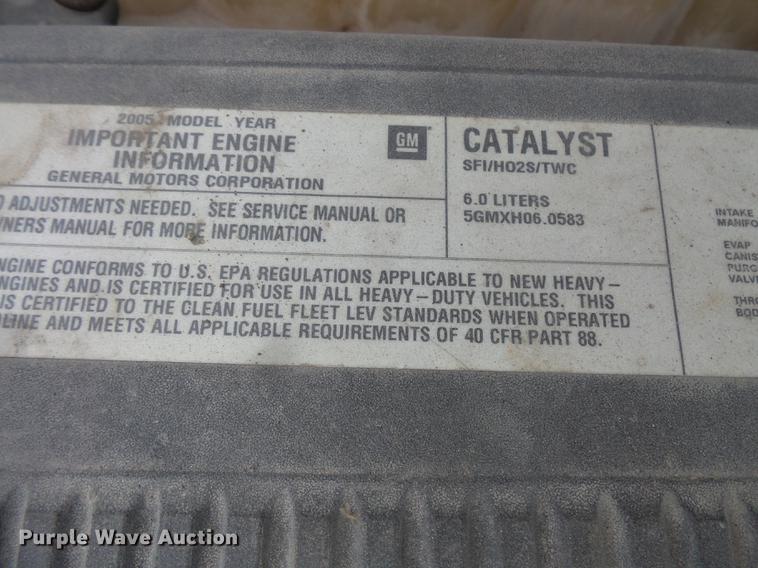 2005 MODEL YEAR
IMPORTANT ENGINE
INFORMATION
GENERAL MOTORS CORPORATION
GM
CATALYST
SFI/HO2S/TWC
6.0 LITERS
5GMXH06.0583
ADJUSTMENTS NEEDED. SEE SERVICE MANUAL OR
WNERS MANUAL FOR MORE INFORMATION.
NGINE CONFORMS TO U.S. EPA REGULATIONS APPLICABLE TO NEW HEAVY-
ENGINES AND IS CERTIFIED FOR USE IN ALL HEAVY-DUTY VEHICLES. THIS
IS CERTIFIED TO THE CLEAN FUEL FLEET LEV STANDARDS WHEN OPERATED
OLINE AND MEETS ALL APPLICABLE REQUIREMENTS OF 40 CFR PART 88.
INTAKE
MANIFO
EVAP
CANIS
PURG
VALVE
THRO
BODY
Purple Wave Auction